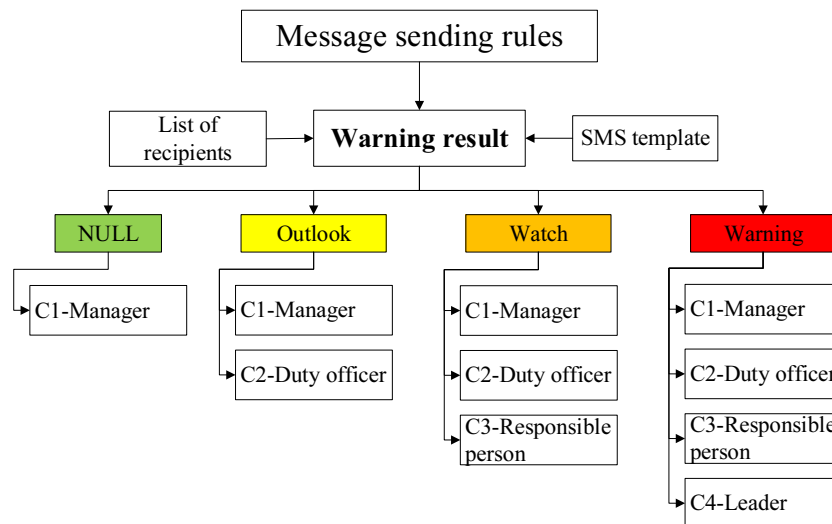 Message sending rules
List of
recipients
Warning result
SMS template
NULL
Outlook
Watch
Warning
C1-Manager
C1-Manager
C2-Duty officer
C1-Manager
C2-Duty officer
C3-Responsible
person
C1-Manager
C2-Duty officer
C3-Responsible
person
C4-Leader